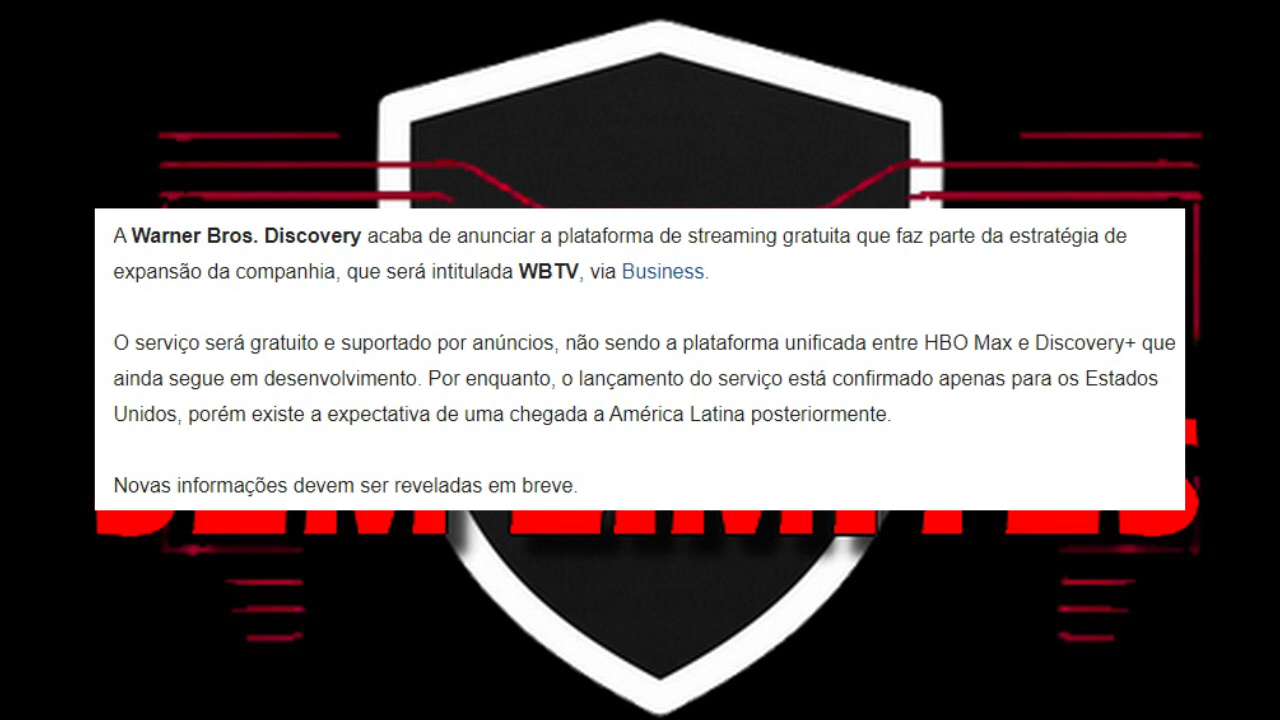 A Warner Bros. Discovery acaba de anunciar a plataforma de streaming gratuita que faz parte da estratégia de
expansão da companhia, que será intitulada WBTV, via Business.
O serviço será gratuito e suportado por anúncios, não sendo a plataforma unificada entre HBO Max e Discovery+ que
ainda segue em desenvolvimento. Por enquanto, o lançamento do serviço está confirmado apenas para os Estados
Unidos, porém existe a expectativa de uma chegada a América Latina posteriormente.
Novas informações devem ser reveladas em breve.
SEM LIMITES